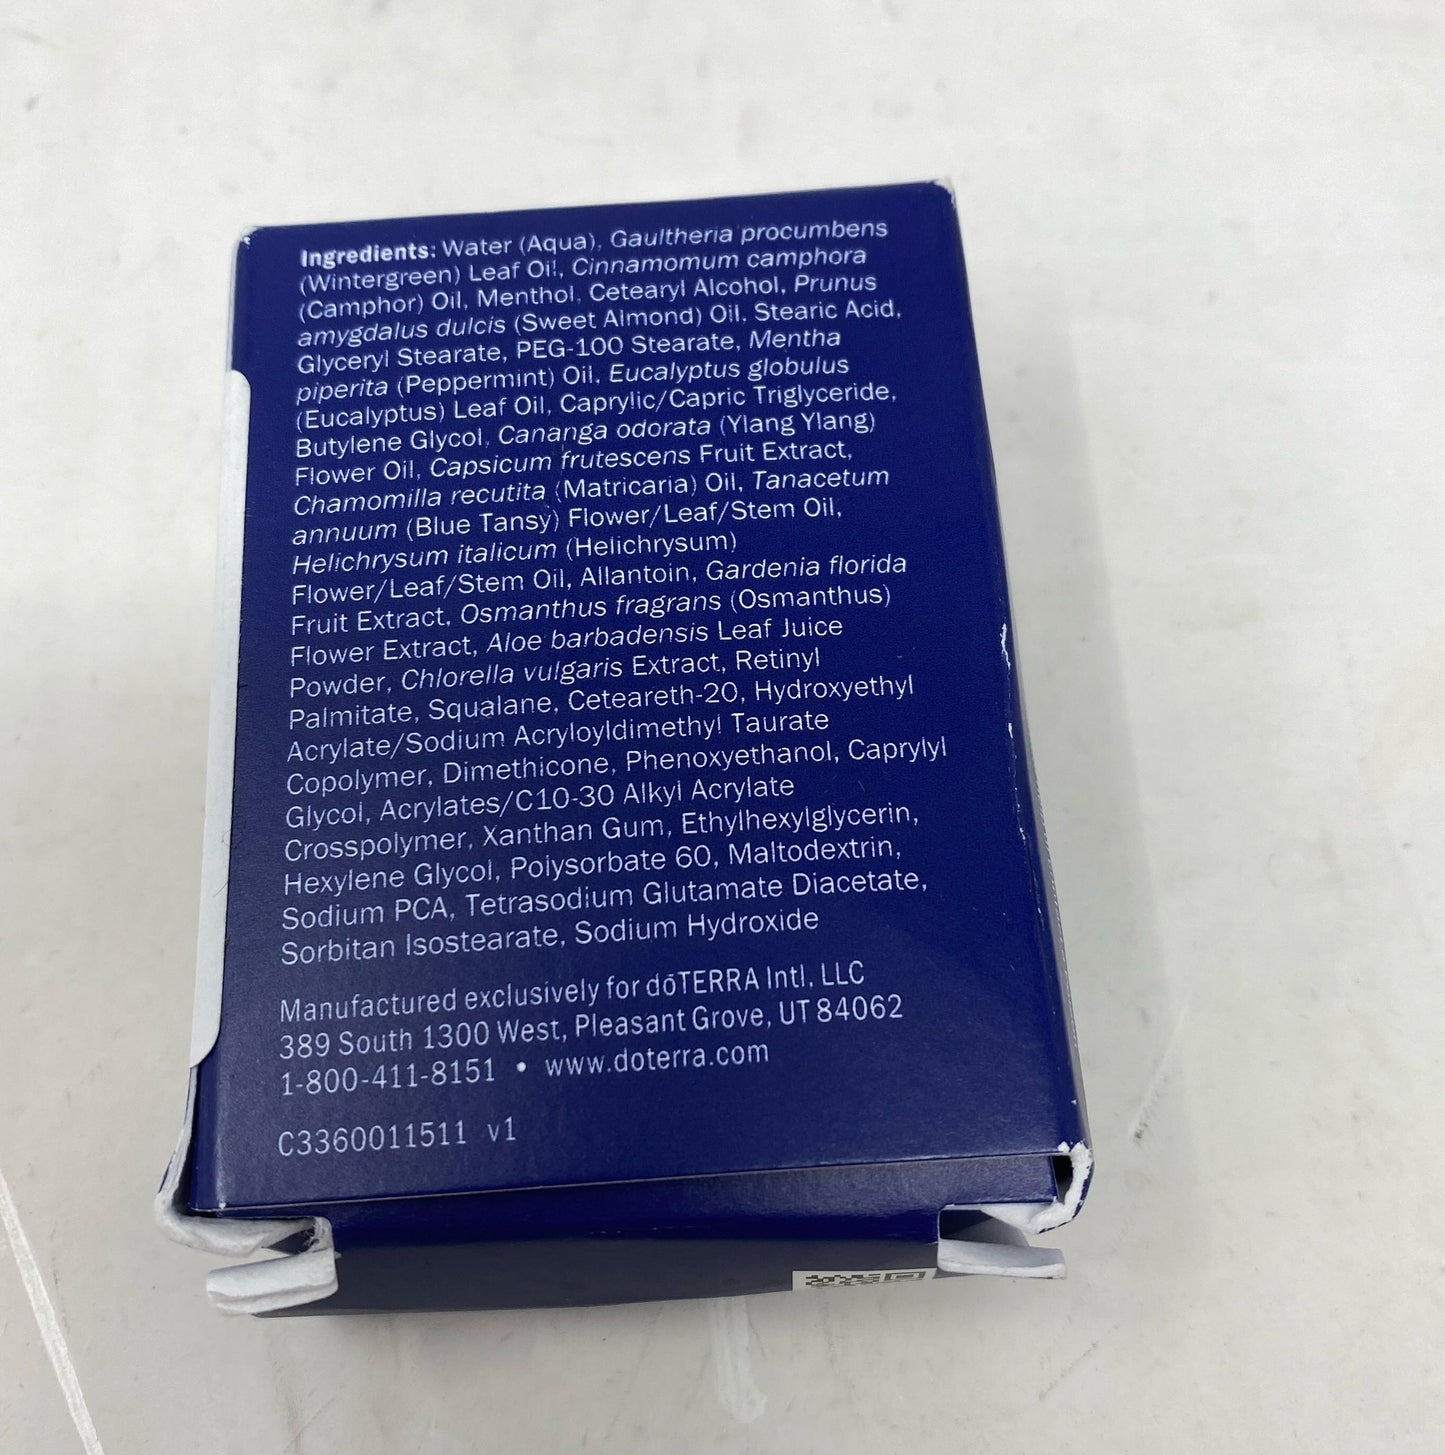 Ingredients: Water (Aqua), Gaultheria procumbens
(Wintergreen) Leaf Oil, Cinnamomum camphora
(Camphor) Oil, Menthol, Cetearyl Alcohol, Prunus
amygdalus dulcis (Sweet Almond) Oil, Stearic Acid,
Glyceryl Stearate, PEG-100 Stearate, Mentha
piperita (Peppermint) Oil, Eucalyptus globulus
(Eucalyptus) Leaf Oil, Caprylic/Capric Triglyceride,
Butylene Glycol, Cananga odorata (Ylang Ylang)
Flower Oil, Capsicum frutescens Fruit Extract,
Chamomilla recutita (Matricaria) Oil, Tanacetum
annuum (Blue Tansy) Flower/Leaf/Stem Oil,
Helichrysum italicum (Helichrysum)
Flower/Leaf/Stem Oil, Allantoin, Gardenia florida
Fruit Extract, Osmanthus fragrans (Osmanthus)
Flower Extract, Aloe barbadensis Leaf Juice
Powder, Chlorella vulgaris Extract, Retinyl
Palmitate, Squalane, Ceteareth-20, Hydroxyethyl
Acrylate/Sodium Acryloyldimethyl Taurate
Copolymer, Dimethicone, Phenoxyethanol, Caprylyl
Glycol, Acrylates/C10-30 Alkyl Acrylate
Crosspolymer, Xanthan Gum, Ethylhexylglycerin,
Hexylene Glycol, Polysorbate 60, Maltodextrin,
Sodium PCA, Tetrasodium Glutamate Diacetate,
Sorbitan Isostearate, Sodium Hydroxide
Manufactured exclusively for dōTERRA Intl, LLC
389 South 1300 West, Pleasant Grove, UT 84062
1-800-411-8151 • www.doterra.com
C3360011511 v1